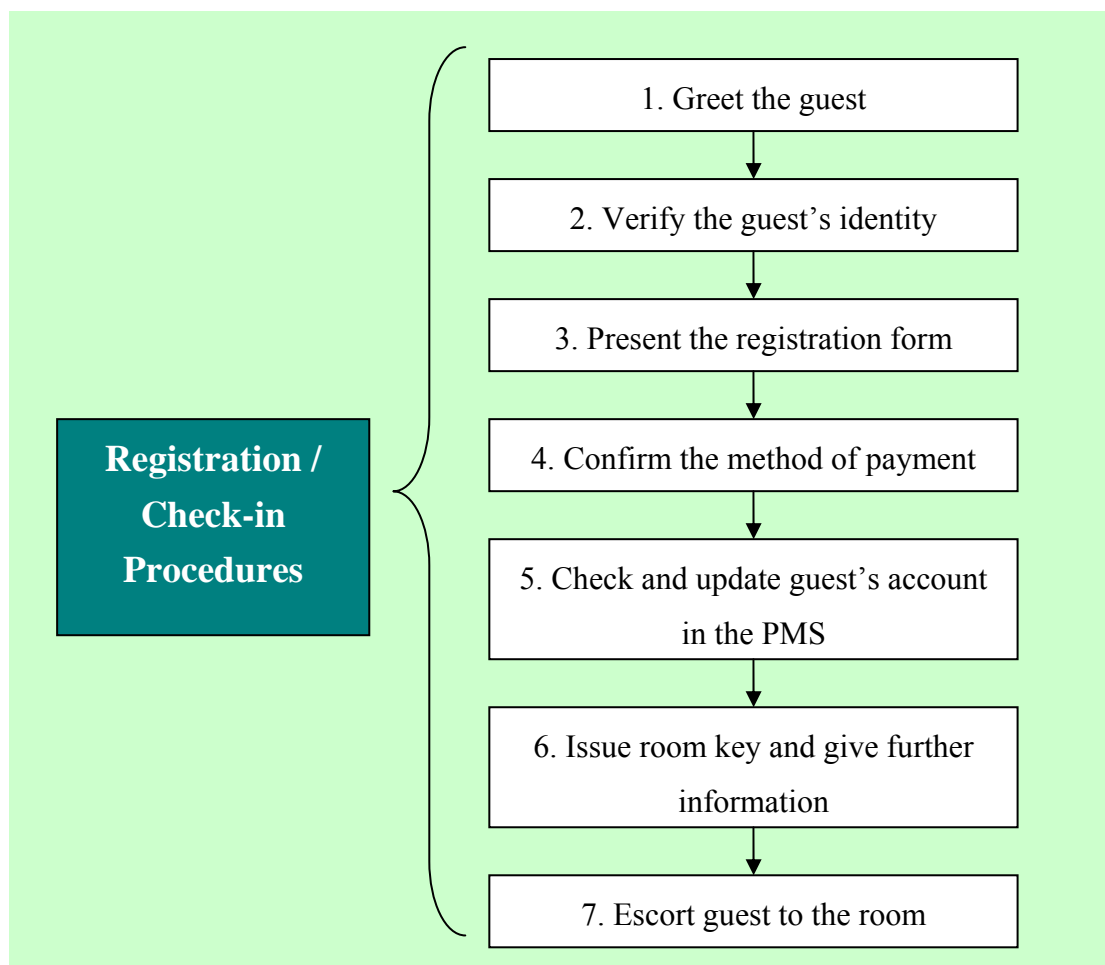 Registration /
Check-in
Procedures
1. Greet the guest
2. Verify the guest’s identity
3. Present the registration form
4. Confirm the method of payment
5. Check and update guest’s account
in the PMS
6. Issue room key and give further
information
7. Escort guest to the room